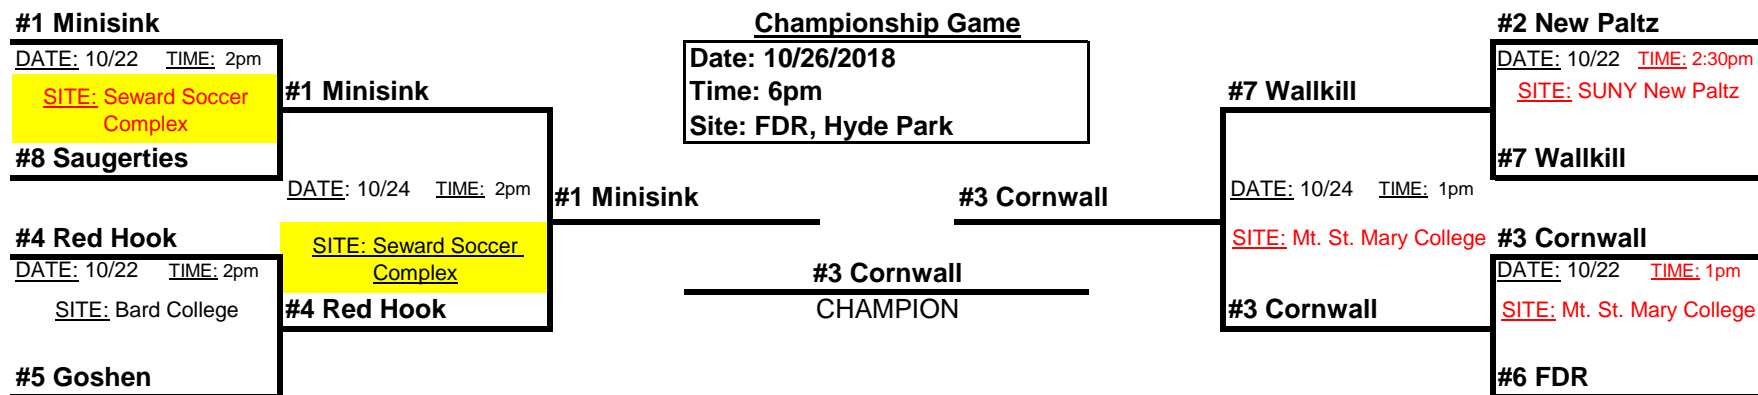 #1 Minisink
DATE: 10/22 TIME: 2pm
SITE: Seward Soccer
Complex
#8 Saugerties
#1 Minisink
DATE: 10/24 TIME: 2pm
SITE: Seward Soccer
Complex
#4 Red Hook
#4 Red Hook
DATE: 10/22 TIME: 2pm
SITE: Bard College
#5 Goshen
#1 Minisink
Championship Game
Date: 10/26/2018
Time: 6pm
Site: FDR, Hyde Park
#3 Cornwall
CHAMPION
#3 Cornwall
#7 Wallkill
DATE: 10/24 TIME: 1pm
SITE: Mt. St. Mary College
#3 Cornwall
#2 New Paltz
DATE: 10/22 TIME: 2:30pm
SITE: SUNY New Paltz
#7 Wallkill
#3 Cornwall
DATE: 10/22 TIME: 1pm
SITE: Mt. St. Mary College
#6 FDR